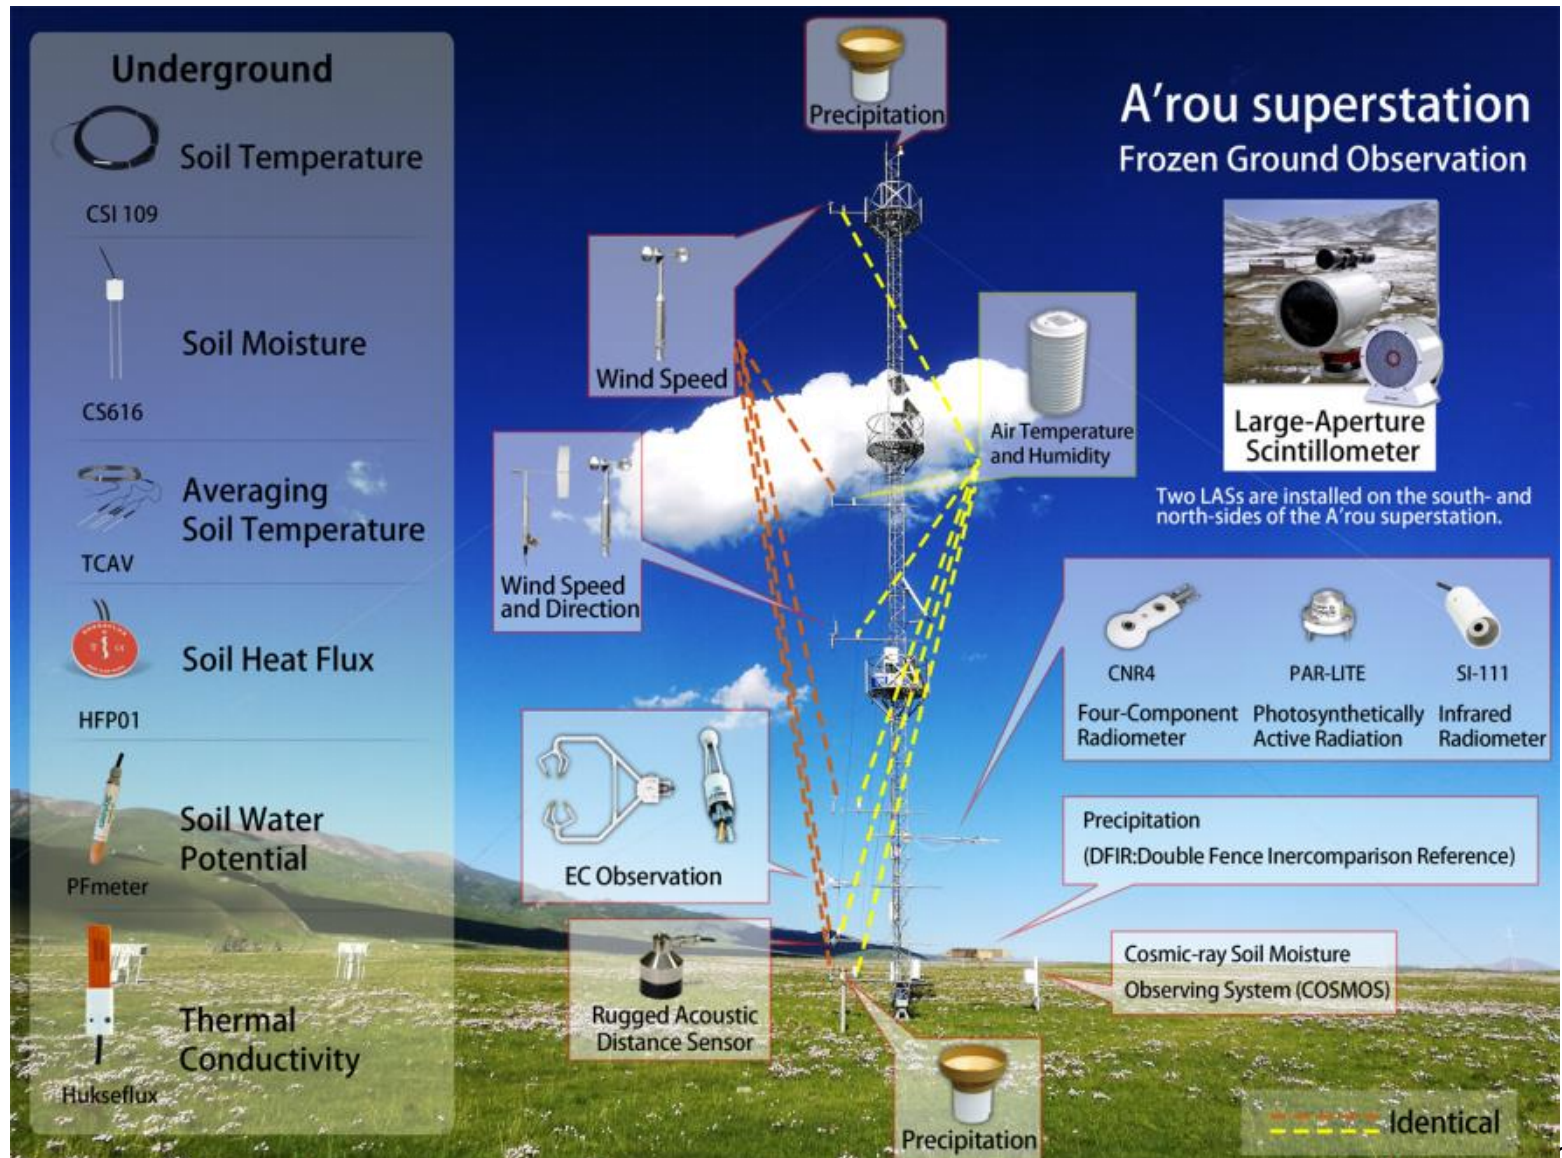 Underground
Soil Temperature
CSI 109
Soil Moisture
CS616
Averaging
Soil Temperature
TCAV
Soil Heat Flux
HFP01
Soil Water
Potential
PFmeter
Thermal
Conductivity
Hukseflux
Precipitation
Wind Speed
Air Temperature
and Humidity
Wind Speed
and Direction
EC Observation
Rugged Acoustic
Distance Sensor
Precipitation
A’rou superstation
Frozen Ground Observation
Large-Aperture
Scintillometer
Two LASs are installed on the south- and
north-sides of the A’rou superstation.
CNR4
Four-Component
Radiometer
PAR-LITE
Photosynthetically
Active Radiation
SI-111
Infrared
Radiometer
Precipitation
(DFIR:Double Fence Inercomparison Reference)
Cosmic-ray Soil Moisture
Observing System (COSMOS)
Identical